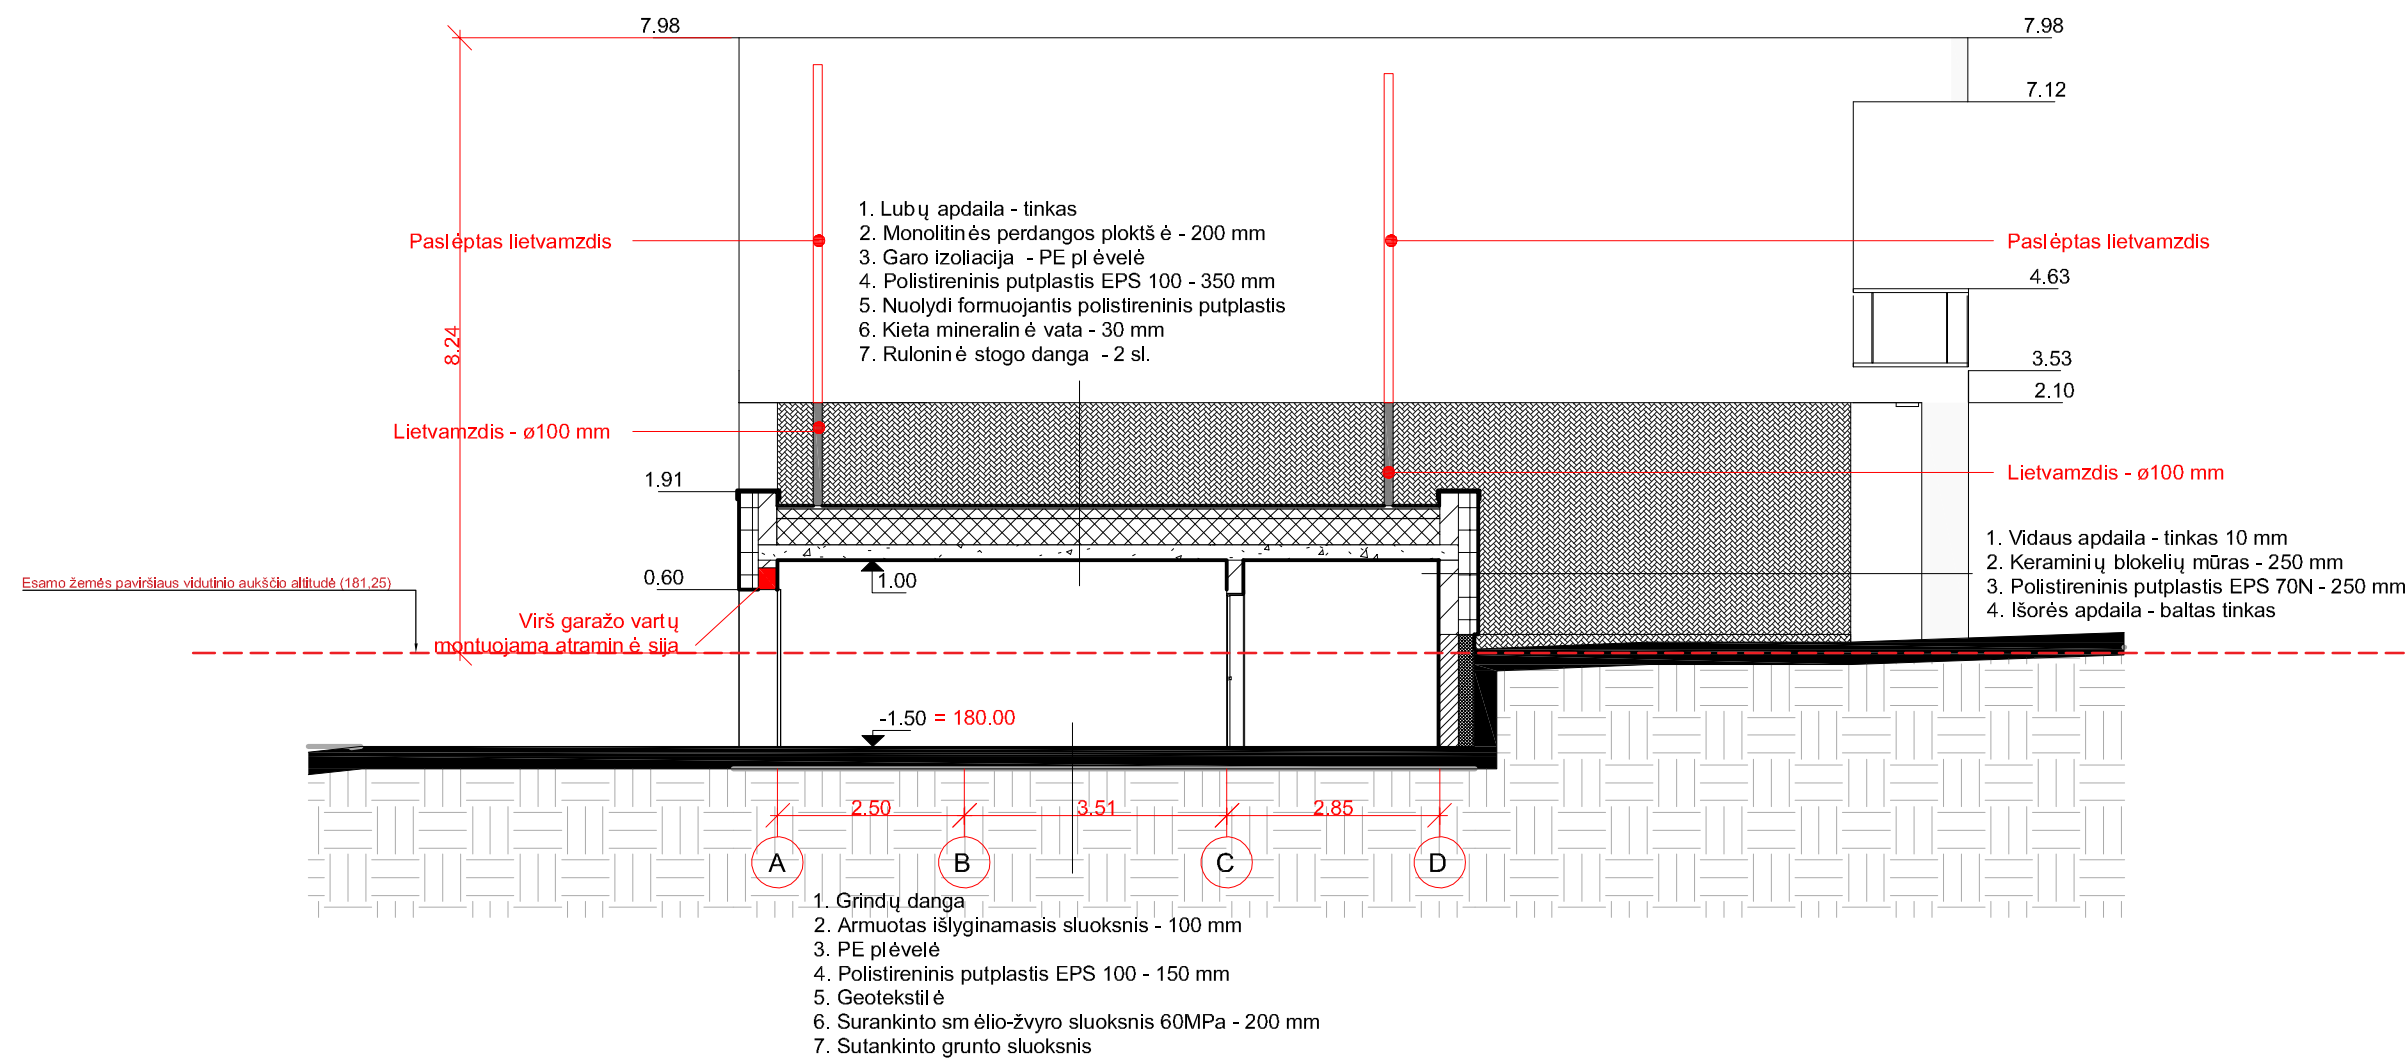 7.98
7.98
7.12
1. Lubų apdaila - tinkas
2. Monolitinės perdangos plokštė - 200 mm
3. Garo izoliacija - PE plėvelė
4. Polistireninis putplastis EPS 100 - 350 mm
5. Nuolydi formuojantis polistireninis putplastis
6. Kieta mineralinė vata - 30 mm
7. Ruloninė stogo danga - 2 sl.
Paslėptas lietvamzdis
Paslėptas lietvamzdis
4.63
8.24
3.53
2.10
Lietvamzdis - ø100 mm
Lietvamzdis - ø100 mm
1.91
1. Vidaus apdaila - tinkas 10 mm
2. Keraminių blokelių mūras - 250 mm
3. Polistireninis putplastis EPS 70N - 250 mm
4. Išorės apdaila - baltas tinkas
Esamo žemės paviršiaus vidutinio aukščio altitudė (181,25)
0.60
1.00
Virš garažo vartų
montuojama atraminė sija
-1.50 = 180.00
2.50
3.51
2.85
A
B
C
D
1. Grindų danga
2. Armuotas išlyginamasis sluoksnis - 100 mm
3. PE plėvelė
4. Polistireninis putplastis EPS 100 - 150 mm
5. Geotekstilė
6. Surankinto smėlio-žvyro sluoksnis 60MPa - 200 mm
7. Sutankinto grunto sluoksnis